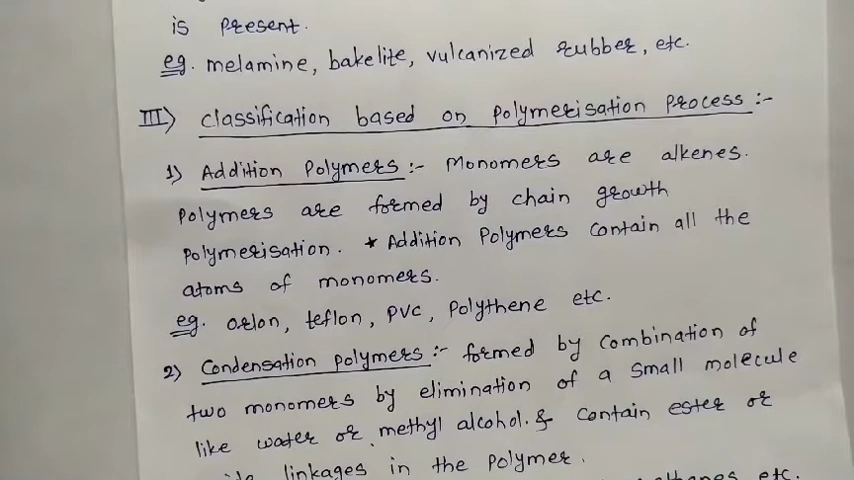 is present.
eg. melamine, bakelite, vulcanized rubber, etc.
III) Classification based on Polymerisation Process :-
1) Addition Polymers :- Monomers are alkenes.
Polymers are formed by chain growth
Polymerisation. * Addition Polymers contain all the
atoms of monomers.
eg. orlon, teflon, PVC, Polythene etc.
2) Condensation Polymers :- formed by combination of
two monomers by elimination of a small molecule
like water or methyl alcohol. & contain ester or
linkages in the Polymer.
etc.